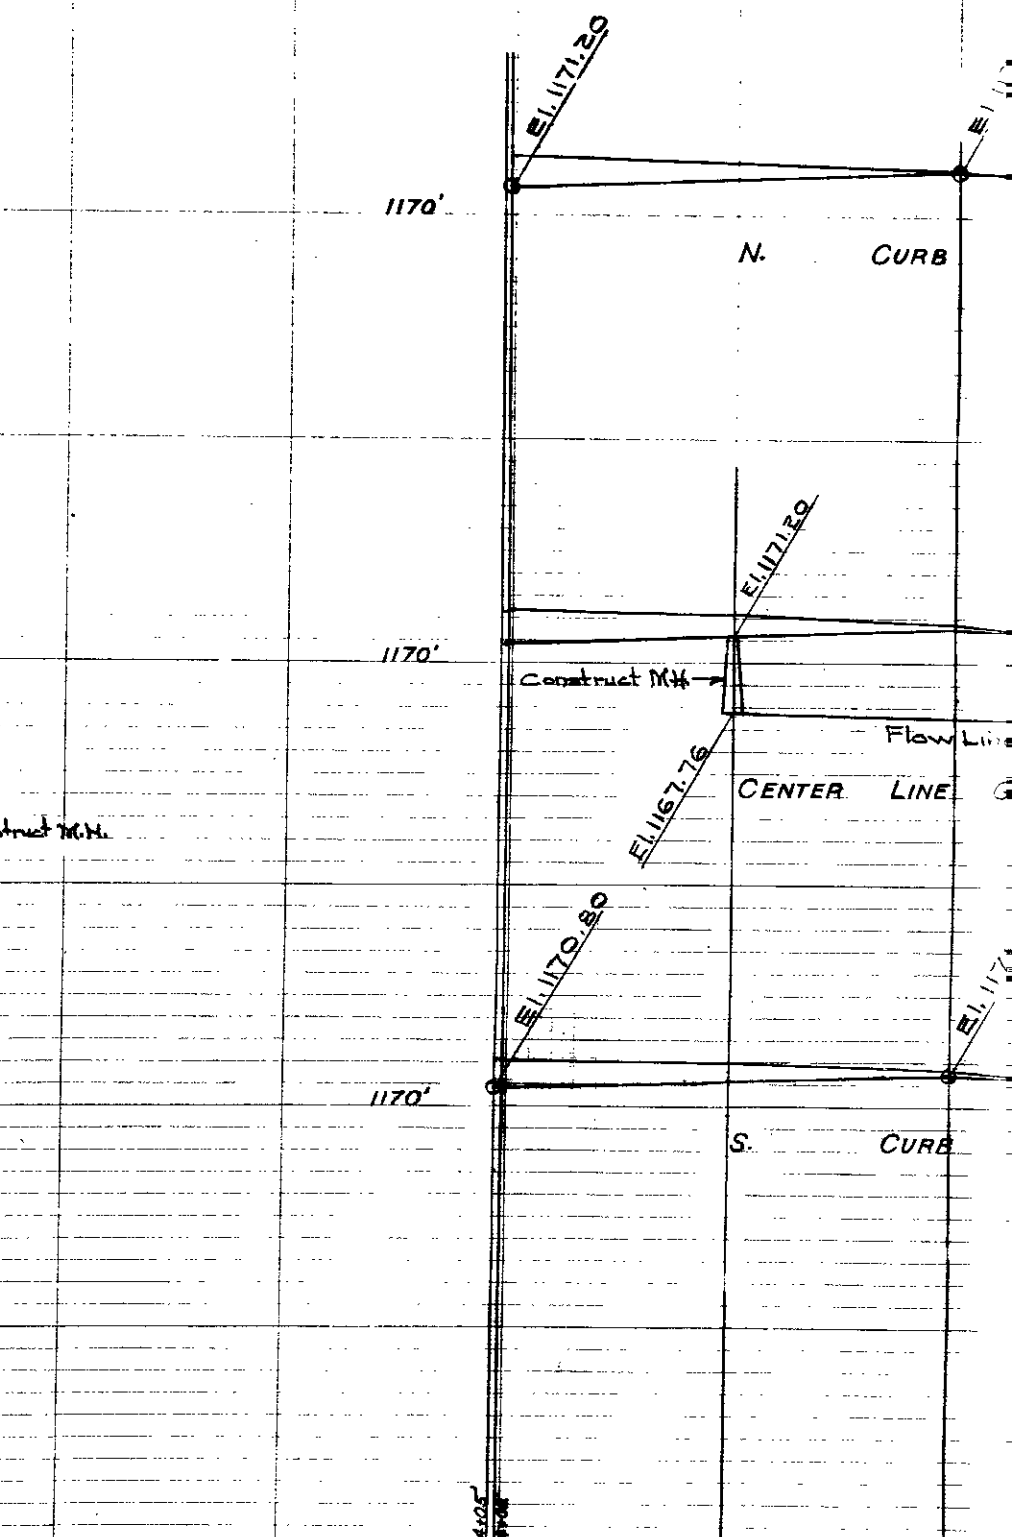 El. 1171.20
1170'
N. CURB
El. 1171.20
1170'
Construct MH
Flow Line
El. 1167.76
CENTER LINE
M.H.
El. 1170.80
1170'
S. CURB